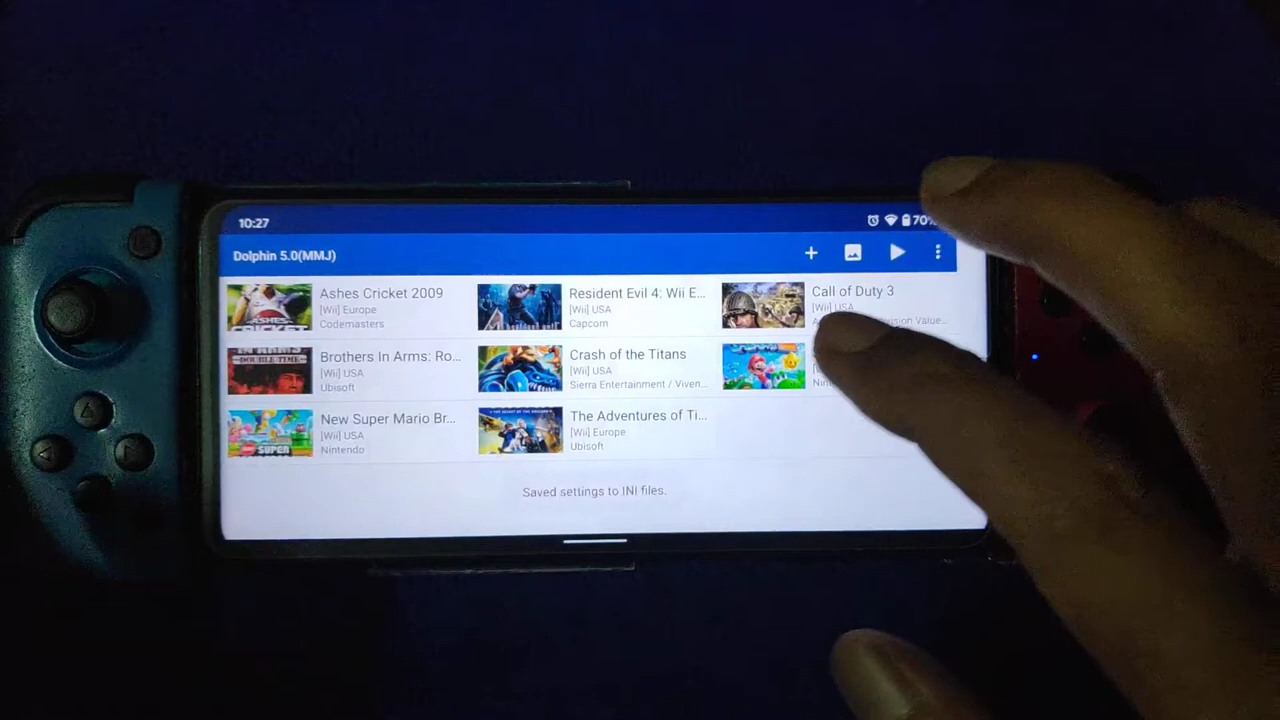 10:27
70%
Dolphin 5.0(MMJ)
Ashes Cricket 2009
[Wii] Europe
Codemasters
Resident Evil 4: Wii E...
[Wii] USA
Capcom
Call of Duty 3
[Wii] USA
Brothers In Arms: Ro...
[Wii] USA
Ubisoft
Crash of the Titans
[Wii] USA
Sierra Entertainment / Viven...
New Super Mario Br...
[Wii] USA
Nintendo
The Adventures of Ti...
[Wii] Europe
Ubisoft
Saved settings to INI files.